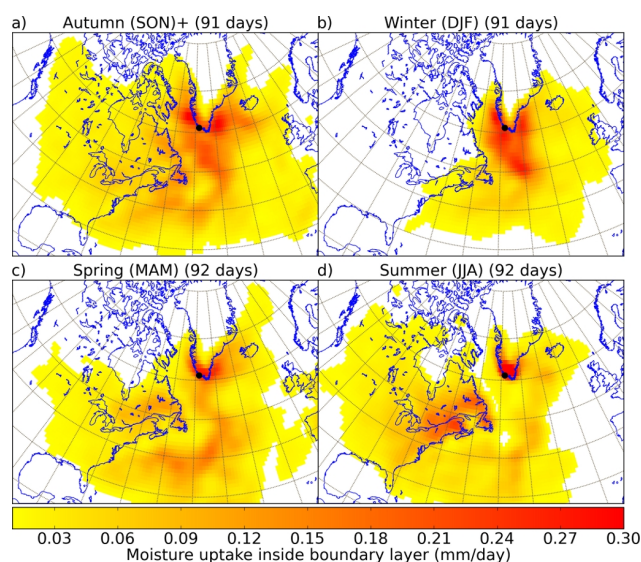 a) Autumn (SON)+ (91 days)
b) Winter (DJF) (91 days)
c) Spring (MAM) (92 days)
d) Summer (JJA) (92 days)
0.03 0.06 0.09 0.12 0.15 0.18 0.21 0.24 0.27 0.30
Moisture uptake inside boundary layer (mm/day)